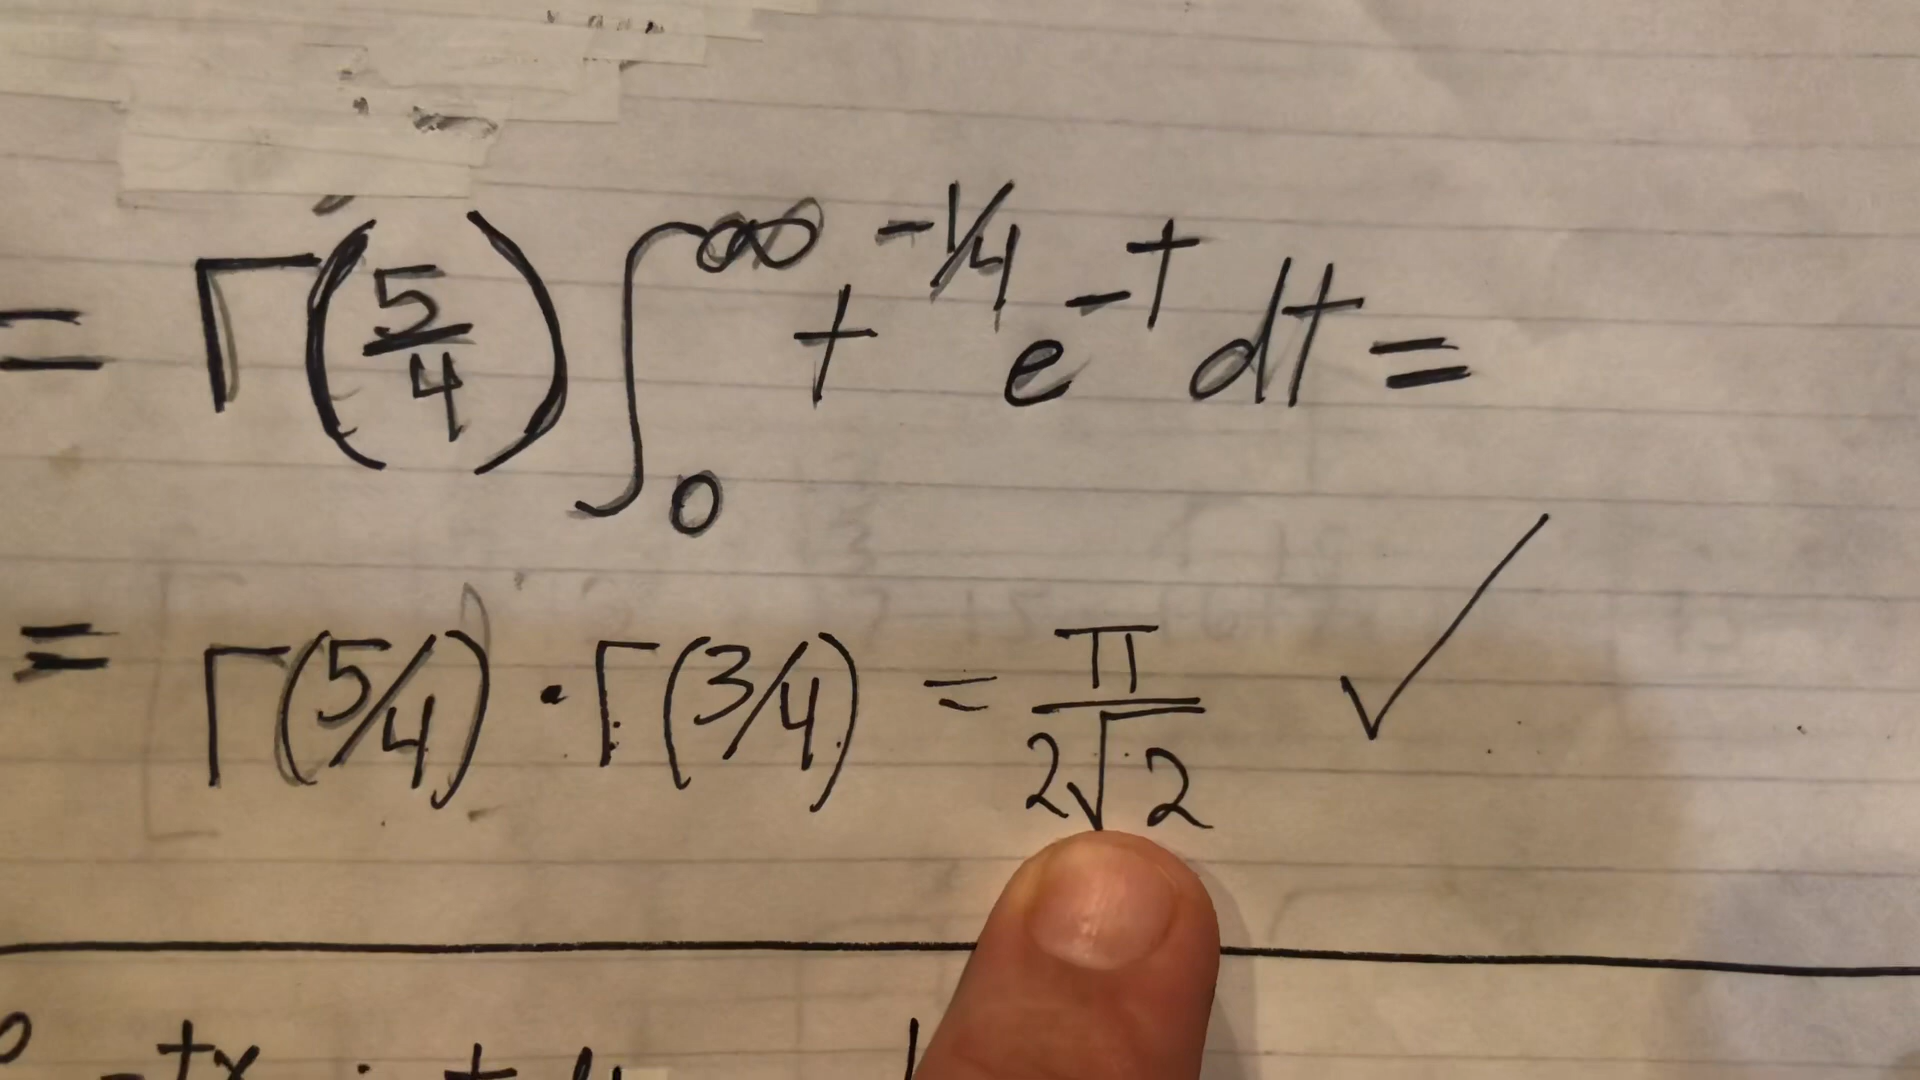 = Γ(5/4) ∫₀^∞ t^(-1/4) e^(-t) dt =
= Γ(5/4) · Γ(3/4) = π/(2√2) ✓